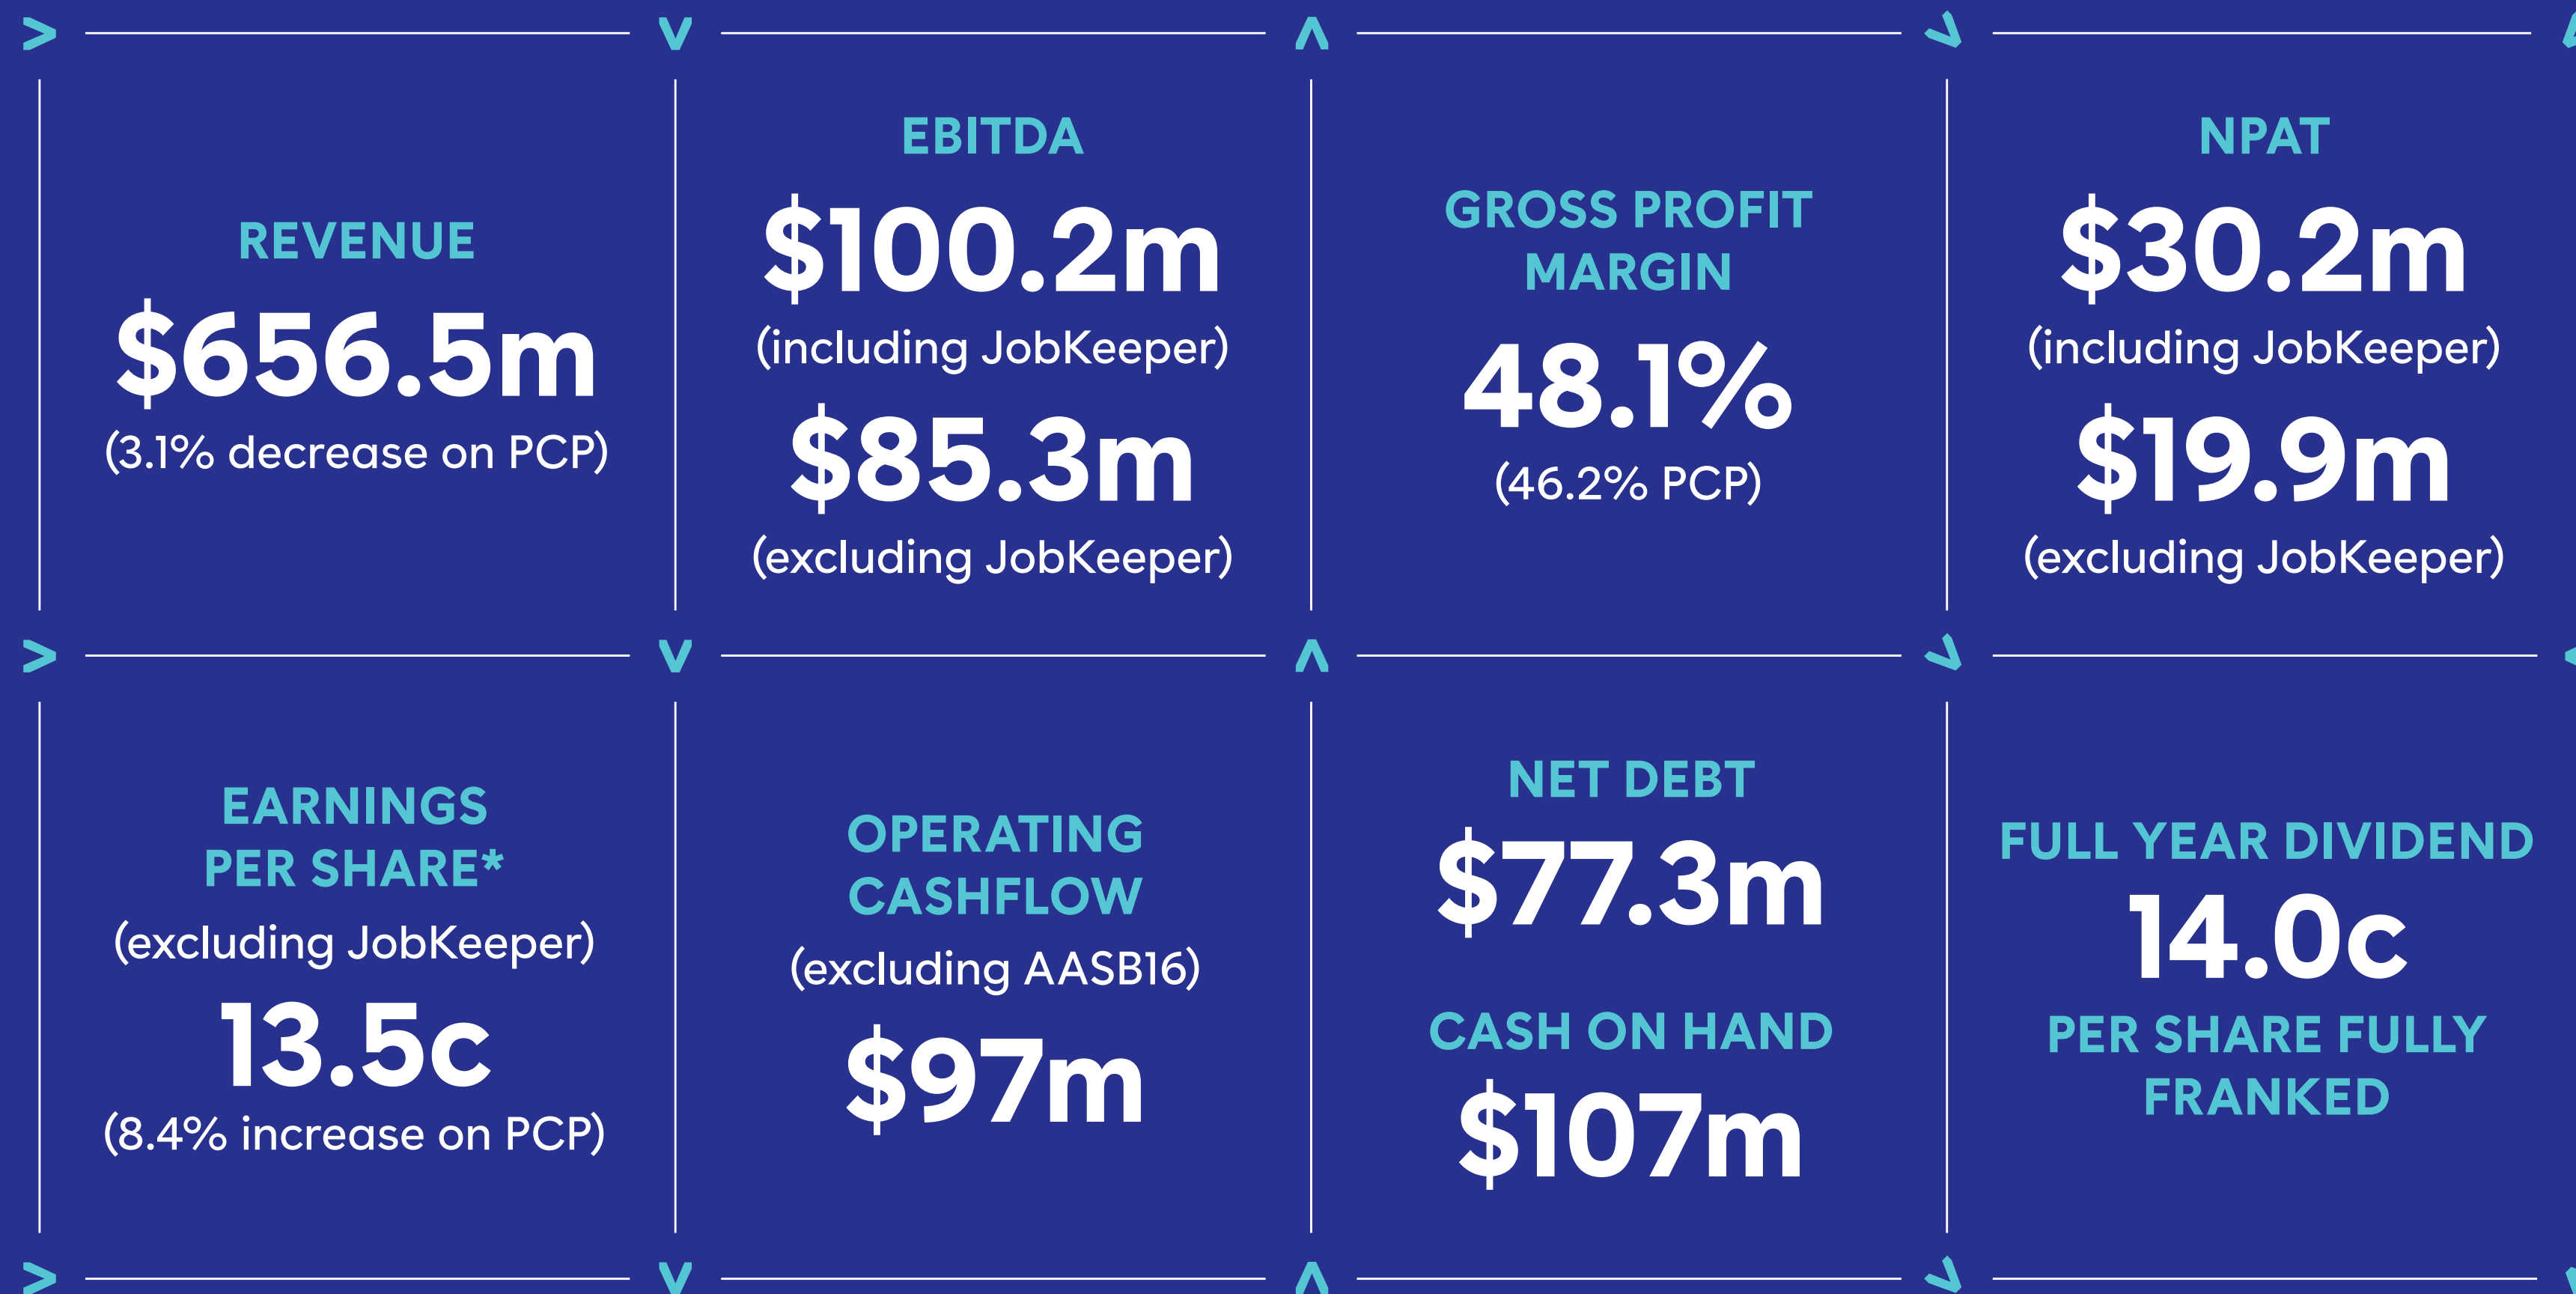 REVENUE
$656.5m
(3.1% decrease on PCP)
EBITDA
$100.2m
(including JobKeeper)
$85.3m
(excluding JobKeeper)
GROSS PROFIT
MARGIN
48.1%
(46.2% PCP)
NPAT
$30.2m
(including JobKeeper)
$19.9m
(excluding JobKeeper)
EARNINGS
PER SHARE*
(excluding JobKeeper)
13.5c
(8.4% increase on PCP)
OPERATING
CASHFLOW
(excluding AASB16)
$97m
NET DEBT
$77.3m
CASH ON HAND
$107m
FULL YEAR DIVIDEND
14.0c
PER SHARE FULLY
FRANKED